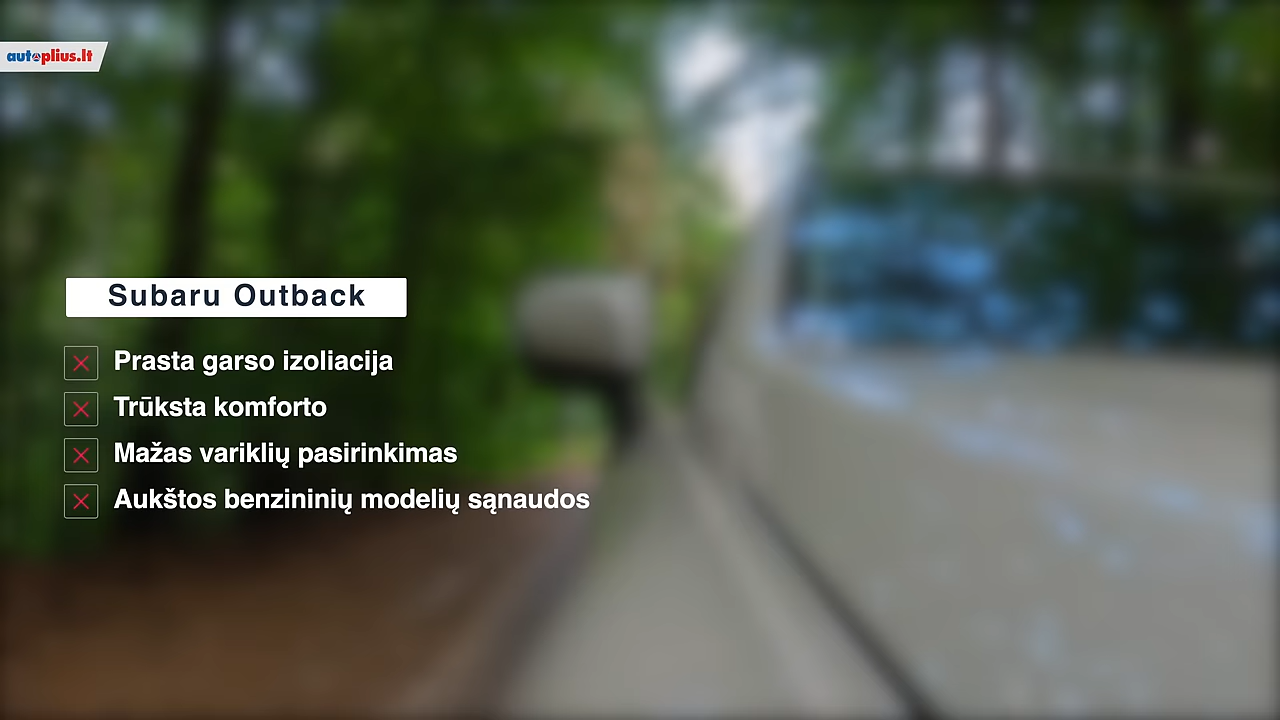 autoplius.lt
Subaru Outback
Prasta garso izoliacija
Trūksta komforto
Mažas variklių pasirinkimas
Aukštos benzininių modelių sąnaudos